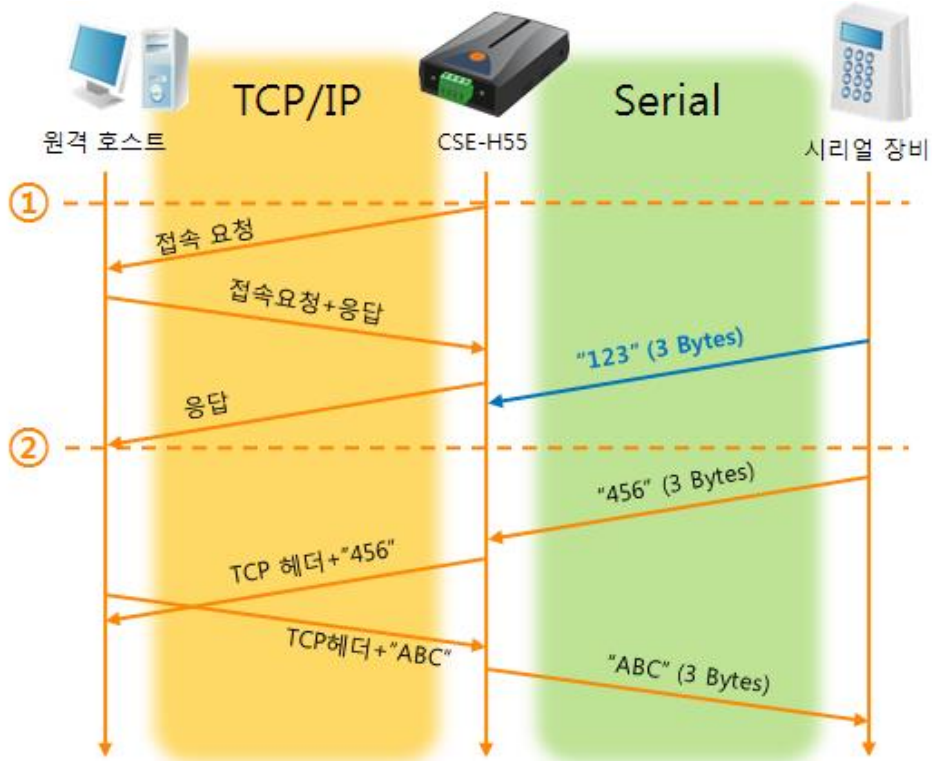 TCP/IP
Serial
원격 호스트
CSE-H55
시리얼 장비
①
접속 요청
접속요청+응답
"123" (3 Bytes)
응답
②
"456" (3 Bytes)
TCP 헤더+"456"
TCP헤더+"ABC"
"ABC" (3 Bytes)